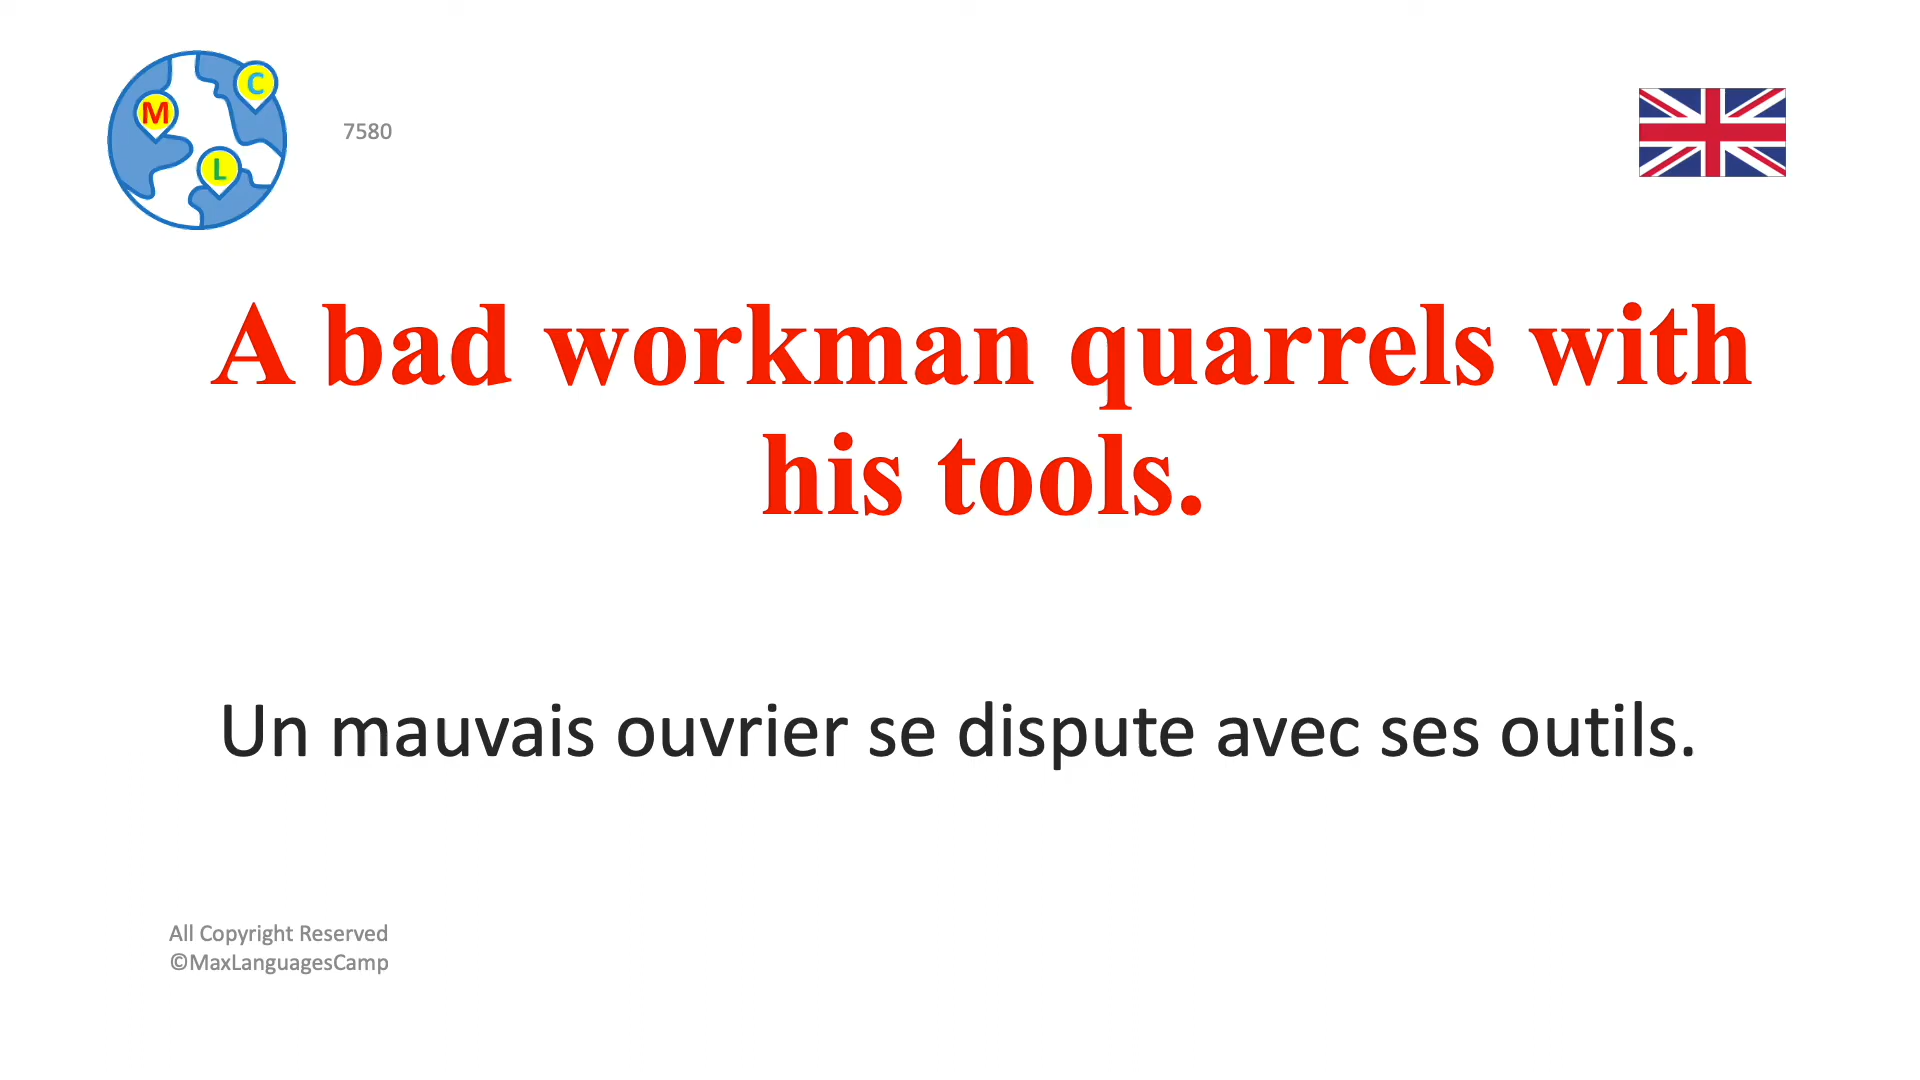 C
M
7580
L
A bad workman quarrels with
his tools.
Un mauvais ouvrier se dispute avec ses outils.
All Copyright Reserved
©MaxLanguagesCamp